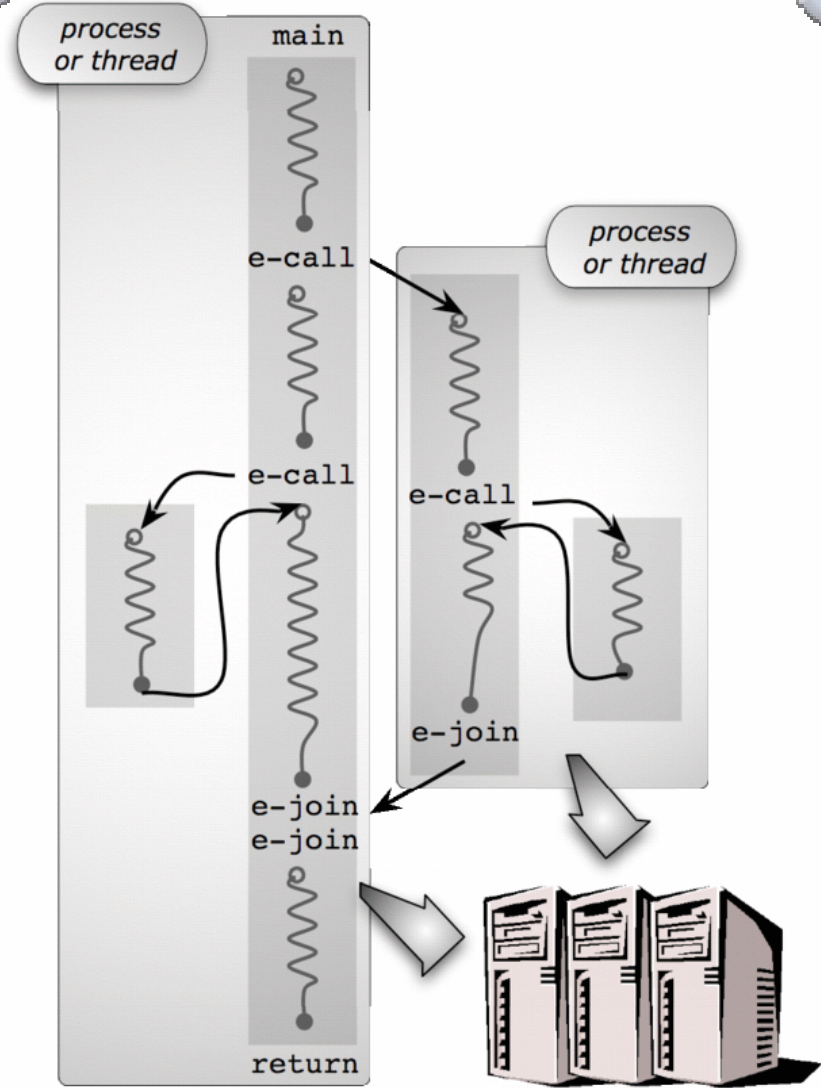 process
or thread
main
e-call
e-call
e-join
e-join
return
process
or thread
e-call
e-join